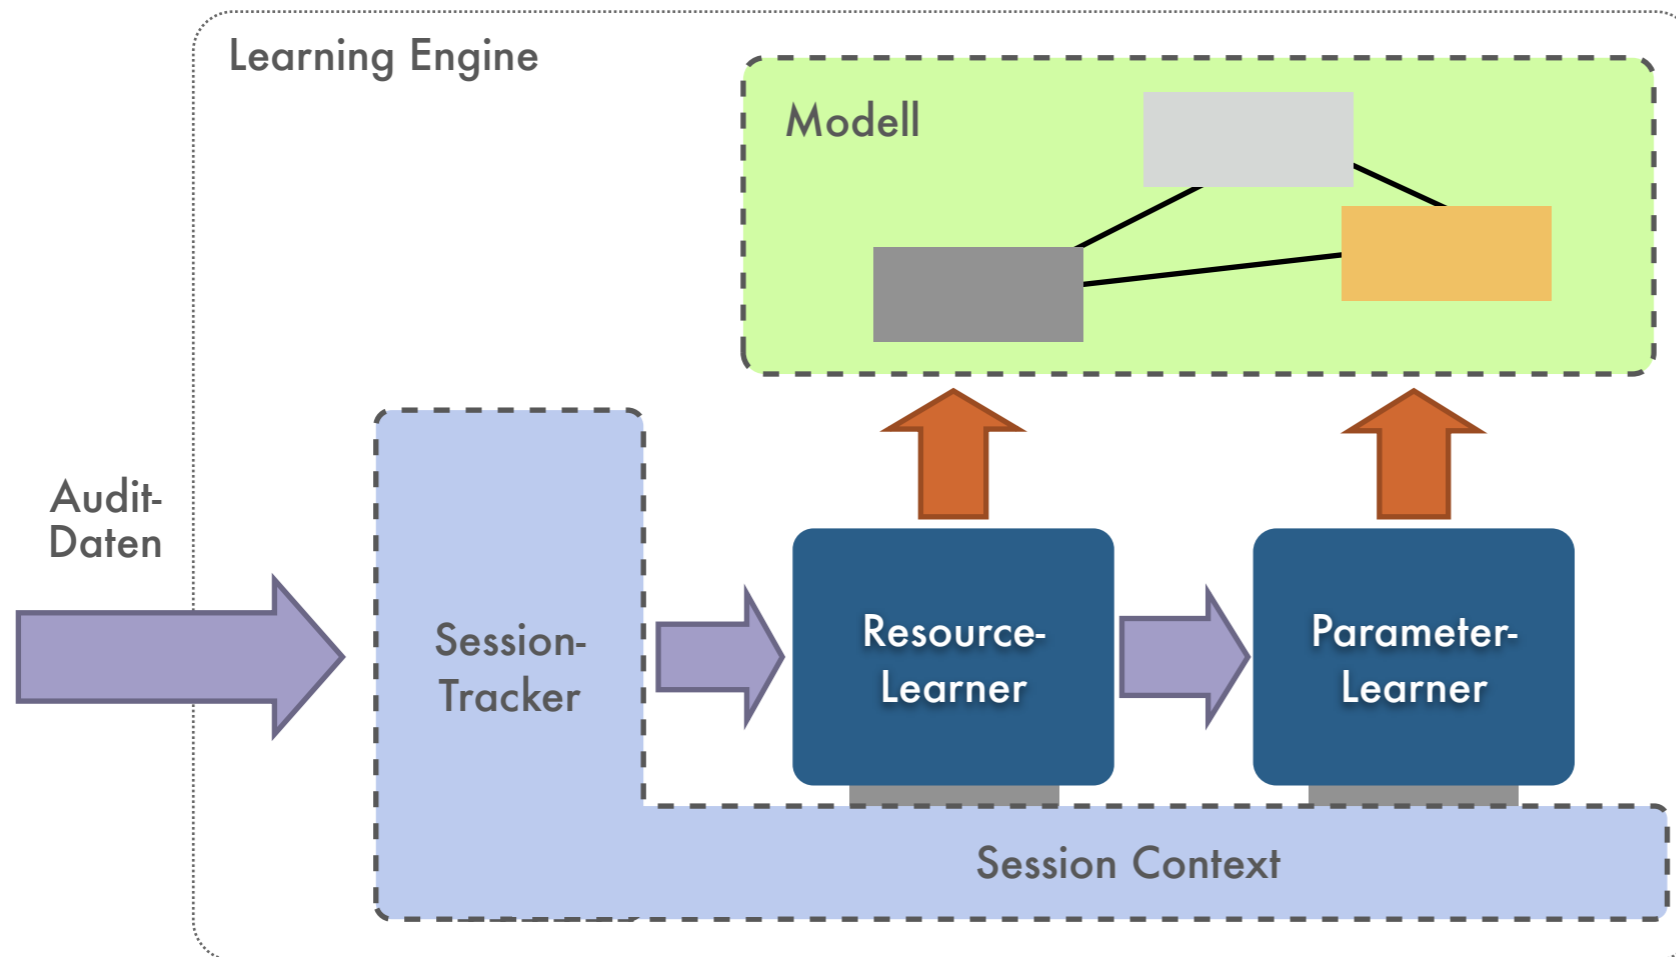 Learning Engine
Modell
Audit-
Daten
Session-
Tracker
Resource-
Learner
Parameter-
Learner
Session Context